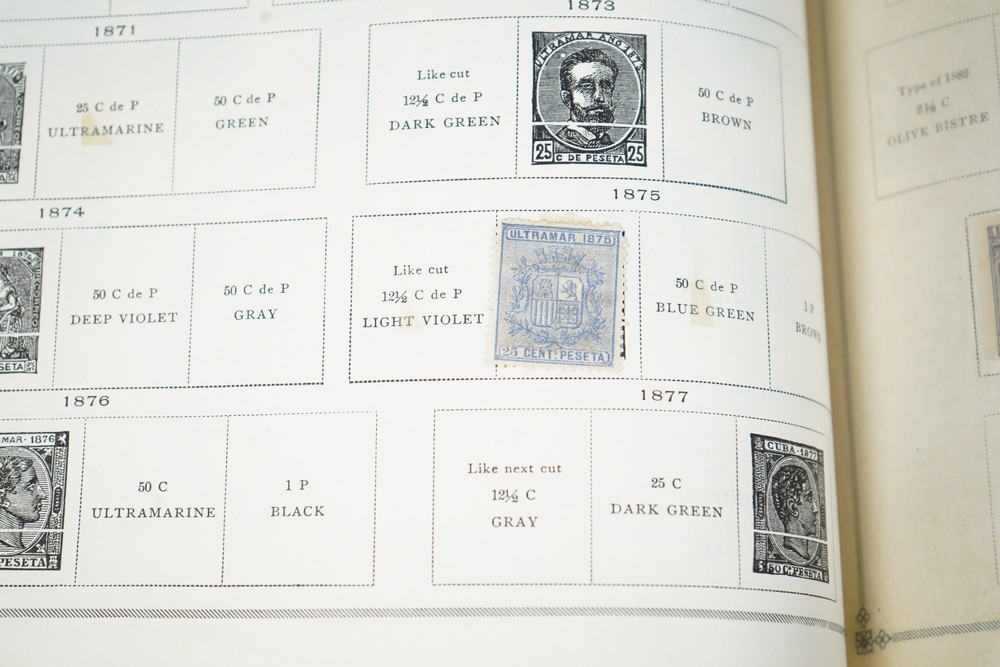 1871
25 C de P
ULTRAMARINE
50 C de P
GREEN
1873
Like cut
12½ C de P
DARK GREEN
ULTRAMAR AÑO 1873
25 C DE PESETA 25
50 C de P
BROWN
1874
50 C de P
DEEP VIOLET
50 C de P
GRAY
1875
Like cut
12½ C de P
LIGHT VIOLET
ULTRAMAR 1875
25 CENT. PESETA
50 C de P
BLUE GREEN
1 P
BROWN
1876
MAR · 1876
PESETA
50 C
ULTRAMARINE
1 P
BLACK
1877
Like next cut
12½ C
GRAY
25 C
DARK GREEN
CUBA · 1877
50 C. PESETA
Type of 1882
2½ C
OLIVE BISTRE